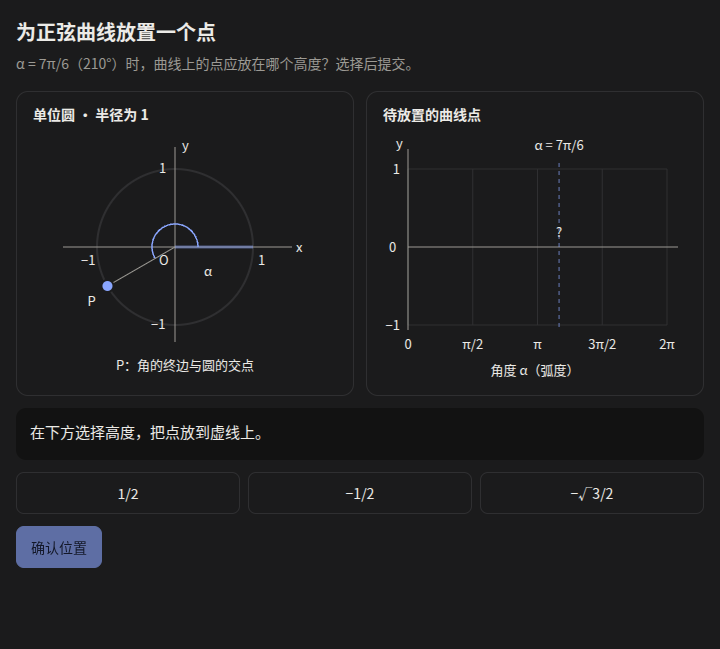 为正弦曲线放置一个点
α = 7π/6（210°）时，曲线上的点应放在哪个高度？选择后提交。
单位圆 · 半径为 1
y
1
−1
O
1
x
α
P
−1
P：角的终边与圆的交点
待放置的曲线点
y
α = 7π/6
1
?
0
−1
0
π/2
π
3π/2
2π
角度 α（弧度）
在下方选择高度，把点放到虚线上。
1/2
−1/2
−√3/2
确认位置